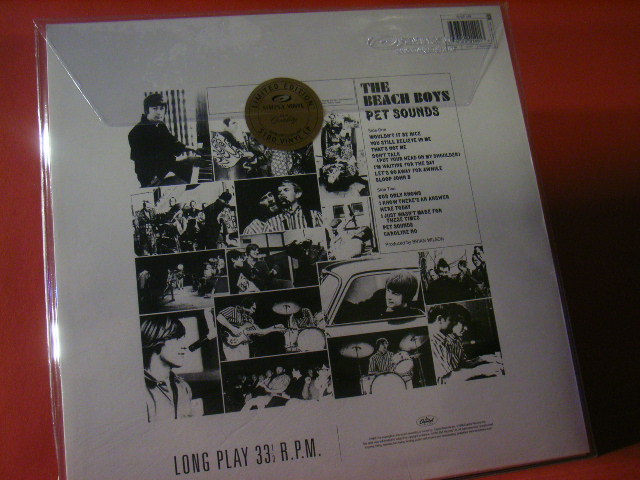 LIMITED EDITION
THE
BEACH BOYS
PET SOUNDS
Side One
WOULDN'T IT BE NICE
YOU STILL BELIEVE IN ME
THAT'S NOT ME
DON'T TALK
(PUT YOUR HEAD ON MY SHOULDER)
I'M WAITING FOR THE DAY
LET'S GO AWAY FOR AWHILE
SLOOP JOHN B
Side Two
GOD ONLY KNOWS
I KNOW THERE'S AN ANSWER
HERE TODAY
I JUST WASN'T MADE FOR
THESE TIMES
PET SOUNDS
CAROLINE NO
Produced by BRIAN WILSON
Capitol
LONG PLAY 33⅓ R.P.M.